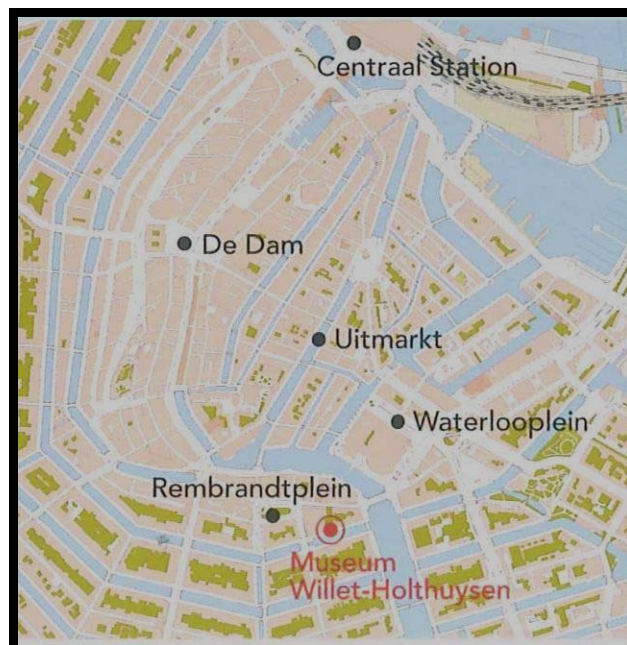 Centraal Station
De Dam
Uitmarkt
Waterlooplein
Rembrandtplein
Museum
Willet-Holthuysen